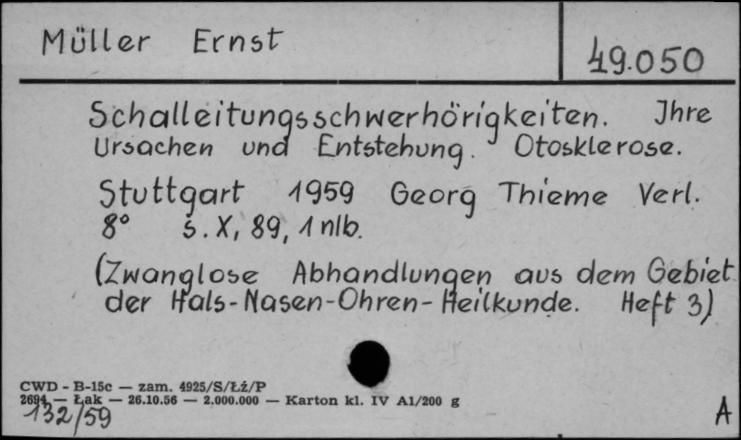 Müller Ernst
49.050
Schalleitungsschwerhörigkeiten. Ihre
Ursachen und Entstehung. Otosklerose.
Stuttgart 1959 Georg Thieme Verl.
8° s. X, 89, 1 nlb.
(Zwanglose Abhandlungen aus dem Gebiet
der Hals-Nasen-Ohren-Heilkunde. Heft 3)
CWD - B-15c — zam. 4925/S/Łż/P
2694 — Łak — 26.10.56 — 2.000.000 — Karton kl. IV A1/200 g
132/59
A